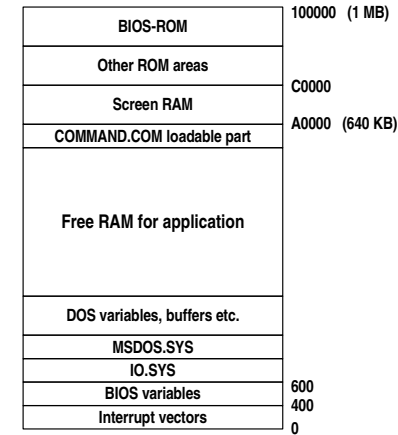 100000 (1 MB)
BIOS-ROM
Other ROM areas
C0000
Screen RAM
A0000 (640 KB)
COMMAND.COM loadable part
Free RAM for application
DOS variables, buffers etc.
MSDOS.SYS
IO.SYS
600
BIOS variables
400
Interrupt vectors
0